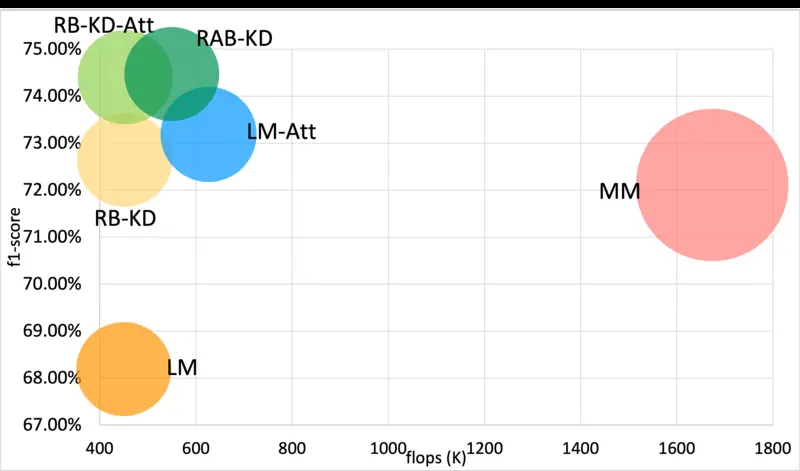 RB-KD-Att
RAB-KD
LM-Att
MM
RB-KD
LM
f1-score
75.00%
74.00%
73.00%
72.00%
71.00%
70.00%
69.00%
68.00%
67.00%
400 600 800 1000 1200 1400 1600 1800
flops (K)